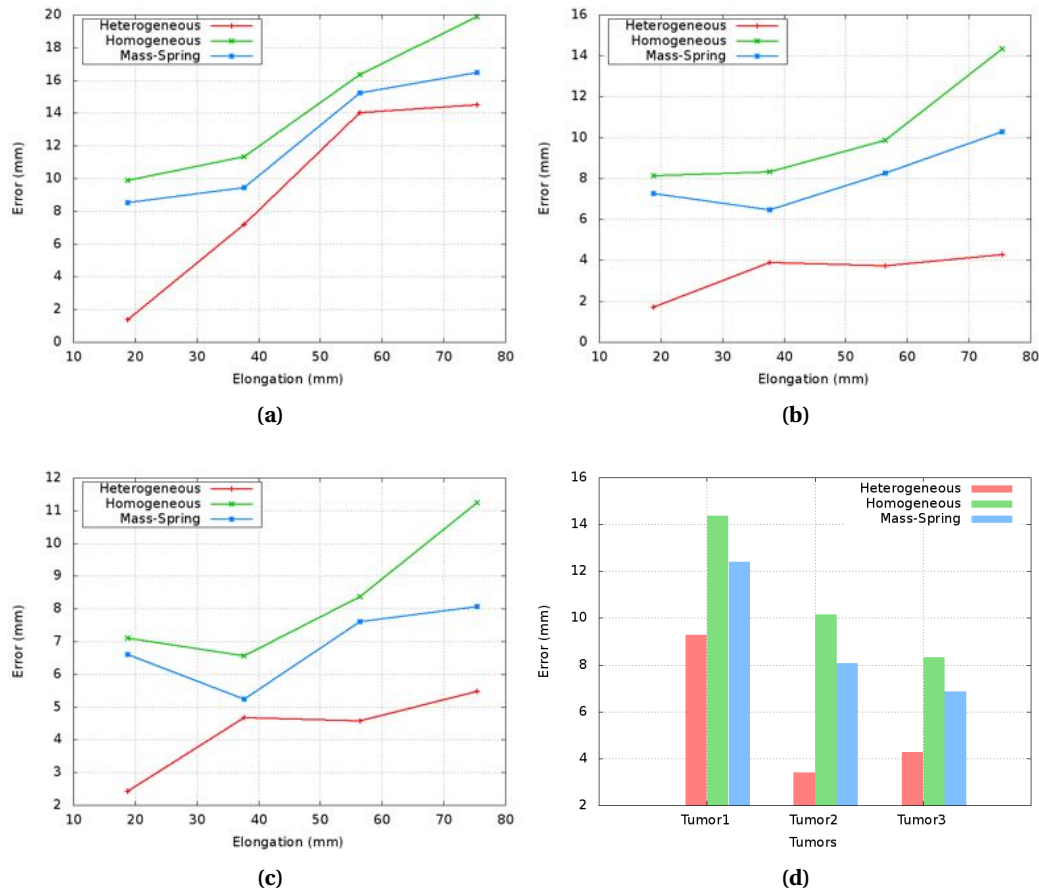 20
18
16
14
12
10
8
6
4
2
0
Error (mm)
Heterogeneous
Homogeneous
Mass-Spring
10 20 30 40 50 60 70 80
Elongation (mm)
(a)
16
14
12
10
8
6
4
2
0
Error (mm)
Heterogeneous
Homogeneous
Mass-Spring
10 20 30 40 50 60 70 80
Elongation (mm)
(b)
12
11
10
9
8
7
6
5
4
3
2
Error (mm)
Heterogeneous
Homogeneous
Mass-Spring
10 20 30 40 50 60 70 80
Elongation (mm)
(c)
16
14
12
10
8
6
4
2
Error (mm)
Heterogeneous
Homogeneous
Mass-Spring
Tumor1 Tumor2 Tumor3
Tumors
(d)